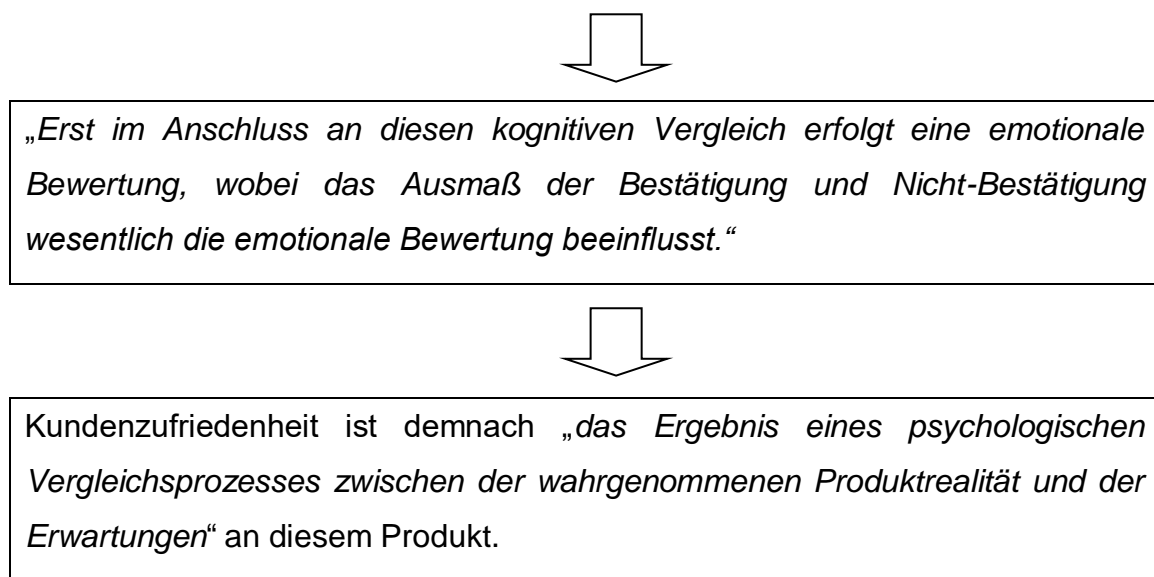 „Erst im Anschluss an diesen kognitiven Vergleich erfolgt eine emotionale
Bewertung, wobei das Ausmaß der Bestätigung und Nicht-Bestätigung
wesentlich die emotionale Bewertung beeinflusst.“
Kundenzufriedenheit ist demnach „das Ergebnis eines psychologischen
Vergleichsprozesses zwischen der wahrgenommenen Produktrealität und der
Erwartungen“ an diesem Produkt.